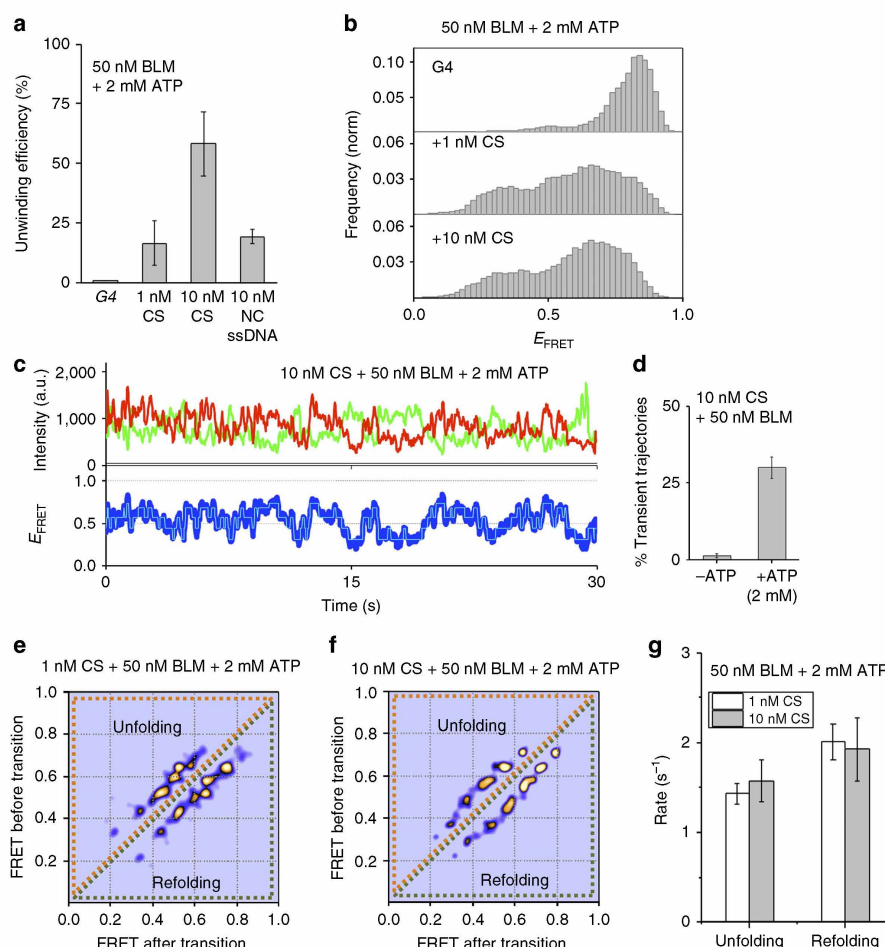 a
100
75
50
25
0
Unwinding efficiency (%)
50 nM BLM
+ 2 mM ATP
G4
1 nM
CS
10 nM
CS
10 nM
NC
ssDNA
b
50 nM BLM + 2 mM ATP
G4
0.10
0.05
+1 nM CS
0.06
0.03
+10 nM CS
0.06
0.03
Frequency (norm)
0.0
0.5
1.0
EFRET
c
10 nM CS + 50 nM BLM + 2 mM ATP
2,000
1,000
0
Intensity (a.u.)
1.0
0.5
0.0
EFRET
0
15
30
Time (s)
d
10 nM CS
+ 50 nM BLM
50
25
0
% Transient trajectories
–ATP
+ATP
(2 mM)
e
1 nM CS + 50 nM BLM + 2 mM ATP
1.0
0.8
0.6
0.4
0.2
FRET before transition
Unfolding
Refolding
0.0
0.2
0.4
0.6
0.8
1.0
FRET after transition
f
10 nM CS + 50 nM BLM + 2 mM ATP
1.0
0.8
0.6
0.4
0.2
FRET before transition
Unfolding
Refolding
0.0
0.2
0.4
0.6
0.8
1.0
FRET after transition
g
50 nM BLM + 2 mM ATP
1 nM CS
10 nM CS
3
2
1
0
Rate (s⁻¹)
Unfolding
Refolding